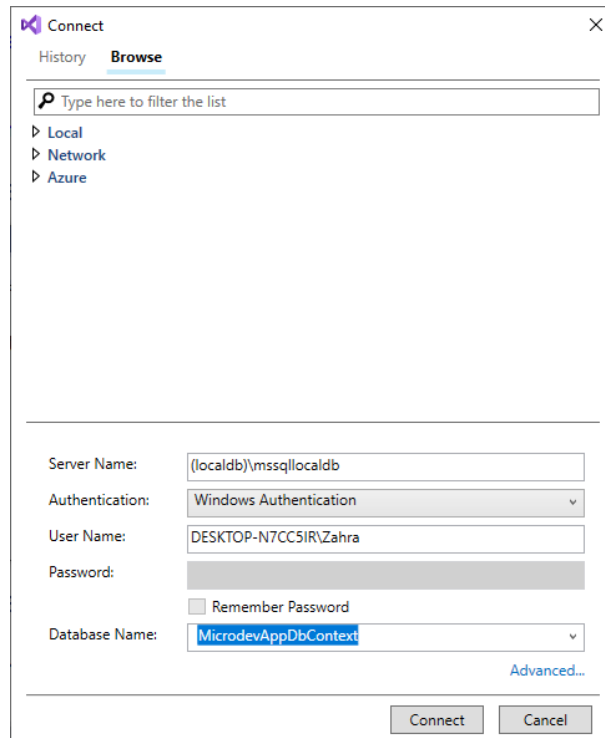 Connect
History Browse
Type here to filter the list
Local
Network
Azure
Server Name: (localdb)\mssqllocaldb
Authentication: Windows Authentication
User Name: DESKTOP-N7CC5IR\Zahra
Password:
Remember Password
Database Name: MicrodevAppDbContext
Advanced...
Connect Cancel